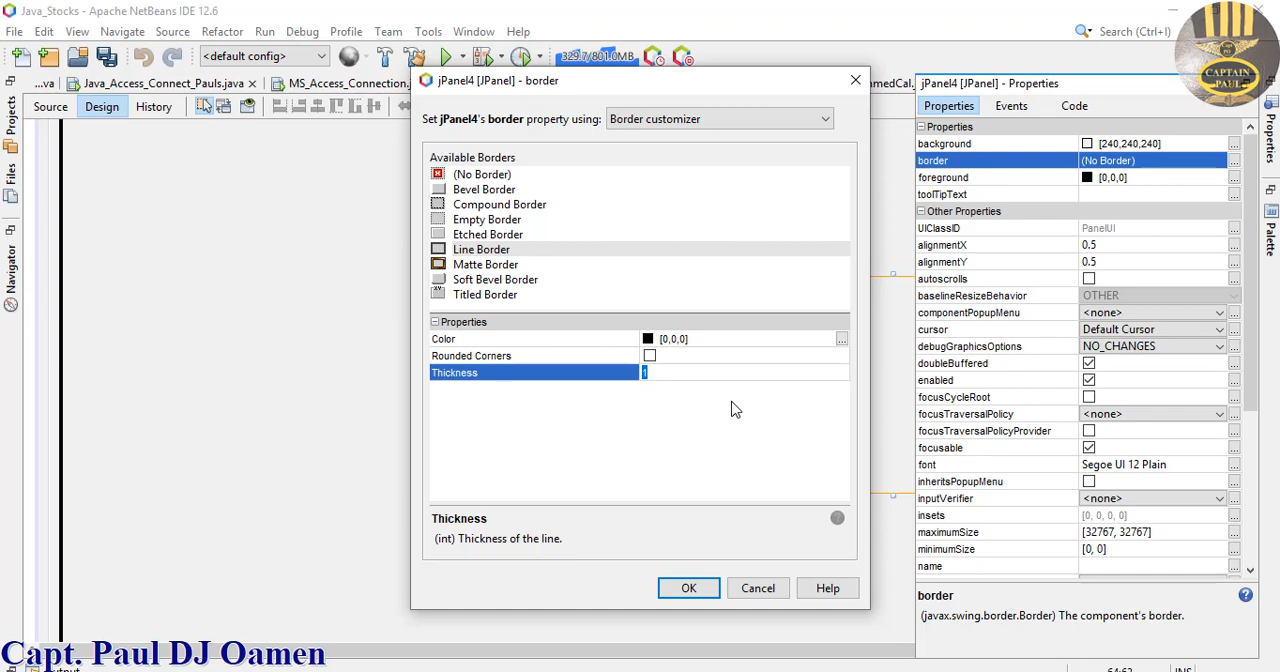 Java_Stocks - Apache NetBeans IDE 12.6
File Edit View Navigate Source Refactor Run Debug Profile Team Tools Window Help
Search (Ctrl+I)
<default config>
329.7/801.0MB
...va Java_Access_Connect_Pauls.java MS_Access_Connection.
Source Design History
Projects
Files
Navigator
jPanel4 [JPanel] - border
Set jPanel4's border property using: Border customizer
Available Borders
(No Border)
Bevel Border
Compound Border
Empty Border
Etched Border
Line Border
Matte Border
Soft Bevel Border
Titled Border
Properties
Color [0,0,0]
Rounded Corners
Thickness 1
Thickness
(int) Thickness of the line.
OK Cancel Help
jPanel4 [JPanel] - Properties
Properties Events Code
Properties
background [240,240,240]
border (No Border)
foreground [0,0,0]
toolTipText
Other Properties
UIClassID PanelUI
alignmentX 0.5
alignmentY 0.5
autoscrolls
baselineResizeBehavior OTHER
componentPopupMenu <none>
cursor Default Cursor
debugGraphicsOptions NO_CHANGES
doubleBuffered
enabled
focusCycleRoot
focusTraversalPolicy <none>
focusTraversalPolicyProvider
focusable
font Segoe UI 12 Plain
inheritsPopupMenu
inputVerifier <none>
insets [0, 0, 0, 0]
maximumSize [32767, 32767]
minimumSize [0, 0]
name
border
(javax.swing.border.Border) The component's border.
Properties
Palette
Capt
PO
CAPTAIN
PAUL
Capt. Paul DJ Oamen